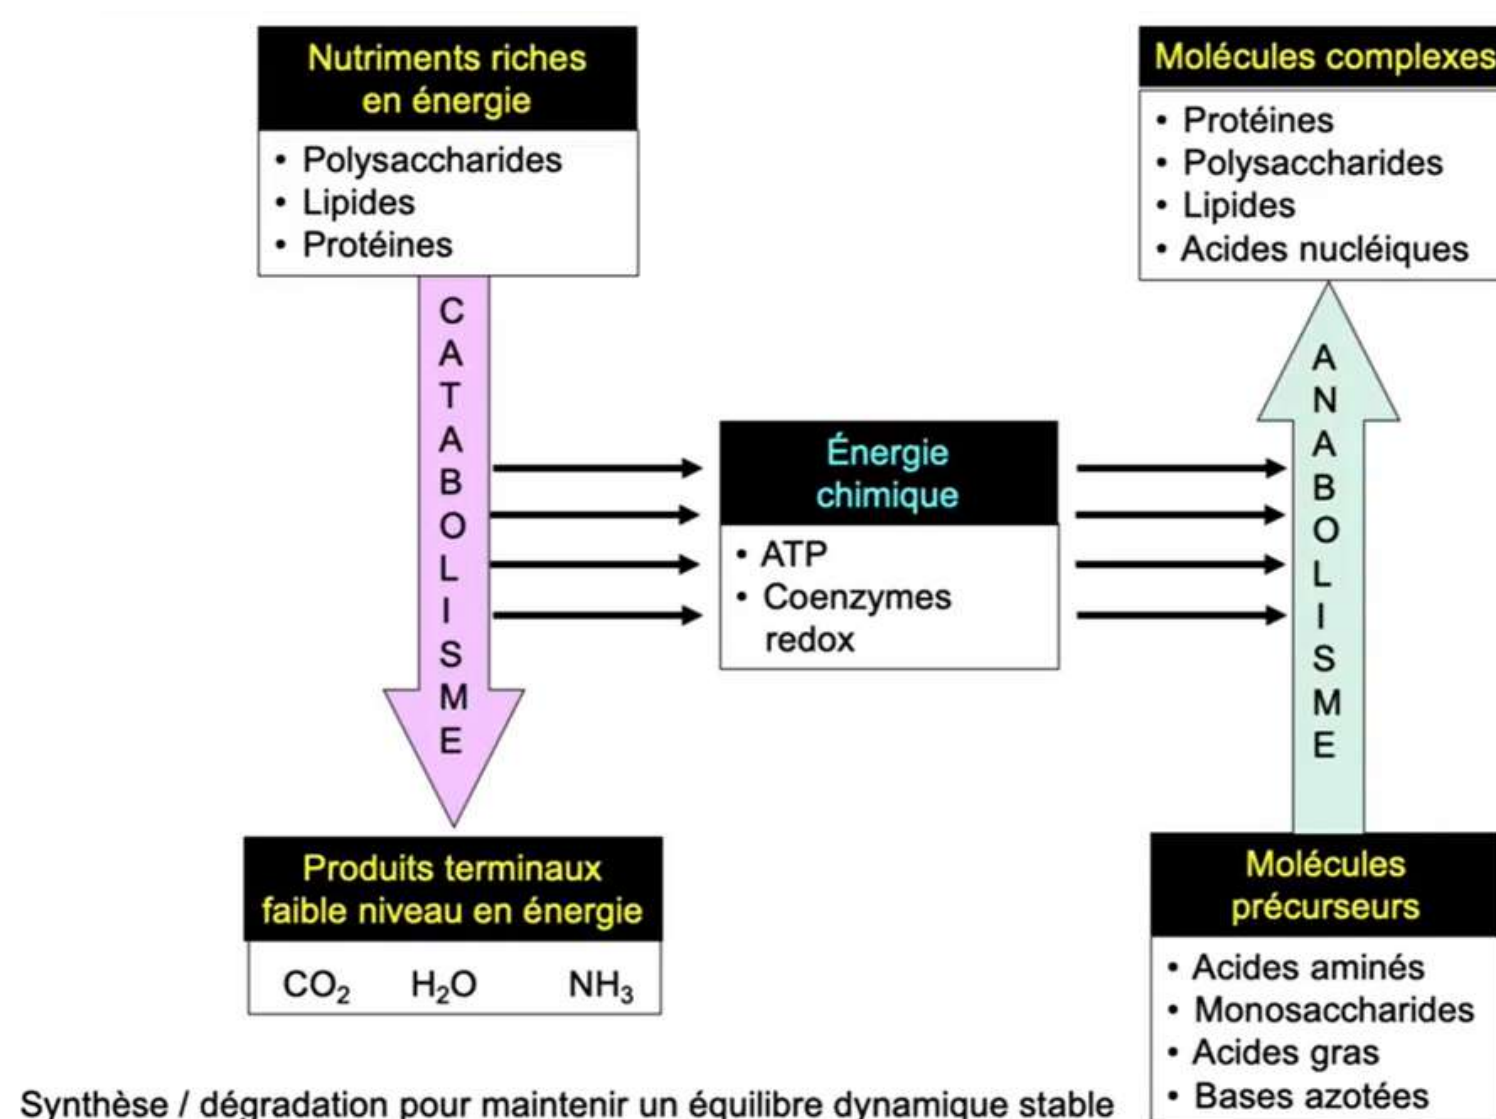 Nutriments riches
en énergie
• Polysaccharides
• Lipides
• Protéines
CATABOLISME
Produits terminaux
faible niveau en énergie
CO₂ H₂O NH₃
Énergie
chimique
• ATP
• Coenzymes
redox
Molécules complexes
• Protéines
• Polysaccharides
• Lipides
• Acides nucléiques
ANABOLISME
Molécules
précurseurs
• Acides aminés
• Monosaccharides
• Acides gras
• Bases azotées
Synthèse / dégradation pour maintenir un équilibre dynamique stable